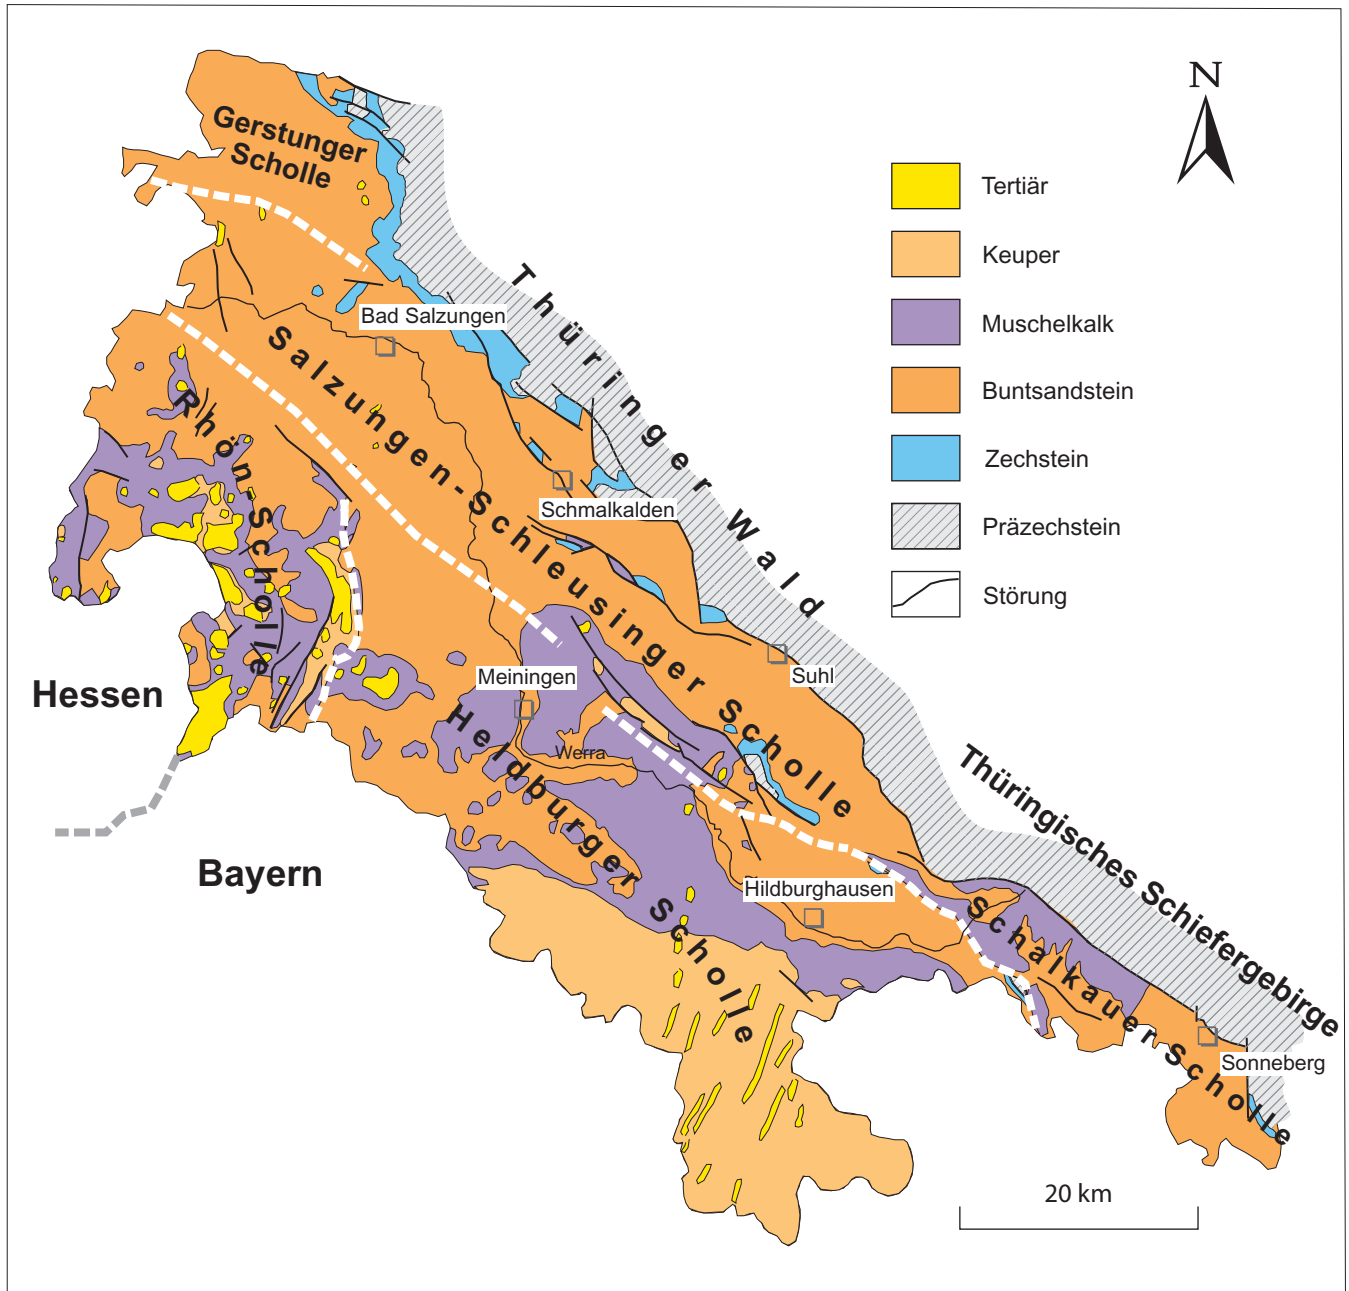 N
Gerstunger
Scholle
Tertiär
Keuper
Muschelkalk
Buntsandstein
Zechstein
Präzechstein
Störung
Thüringer Wald
Bad Salzungen
Salzungen-Schleusinger Scholle
Rhön-Scholle
Schmalkalden
Suhl
Meiningen
Hessen
Heldburger Scholle
Werra
Thüringisches Schiefergebirge
Bayern
Hildburghausen
Schalkauer Scholle
Sonneberg
20 km